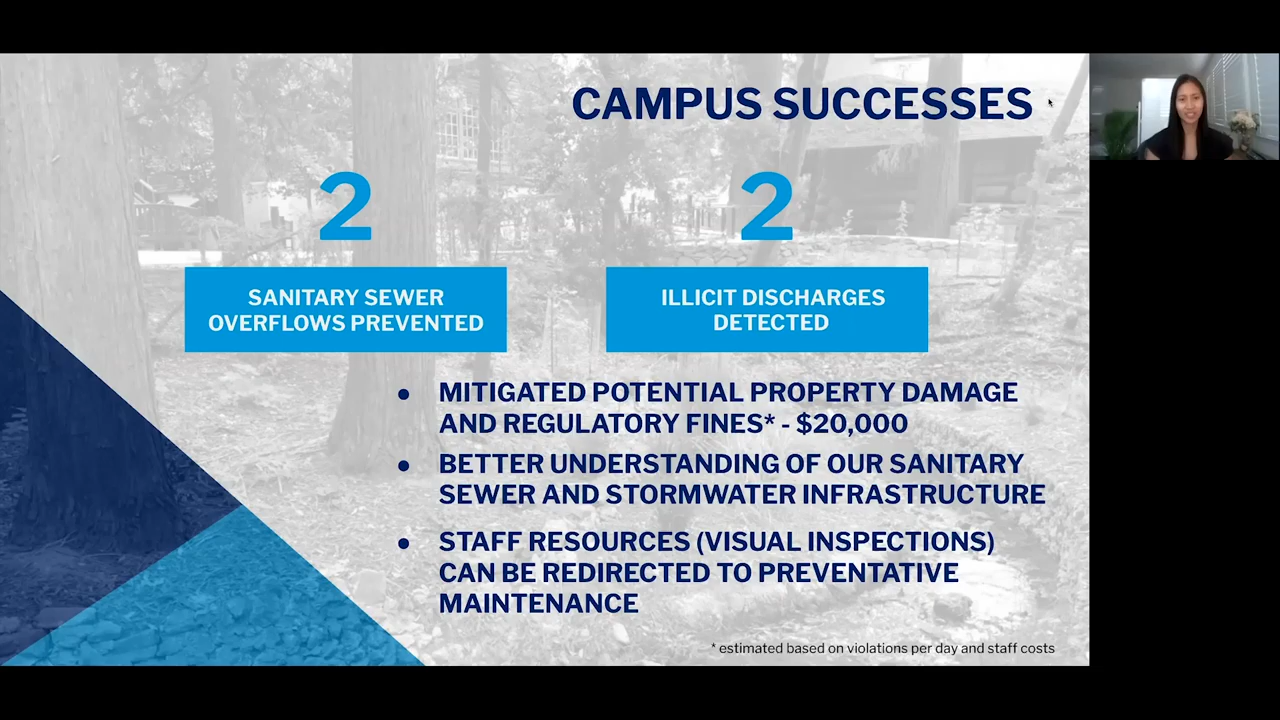 CAMPUS SUCCESSES
2
SANITARY SEWER
OVERFLOWS PREVENTED
2
ILLICIT DISCHARGES
DETECTED
● MITIGATED POTENTIAL PROPERTY DAMAGE
AND REGULATORY FINES* - $20,000
● BETTER UNDERSTANDING OF OUR SANITARY
SEWER AND STORMWATER INFRASTRUCTURE
● STAFF RESOURCES (VISUAL INSPECTIONS)
CAN BE REDIRECTED TO PREVENTATIVE
MAINTENANCE
* estimated based on violations per day and staff costs